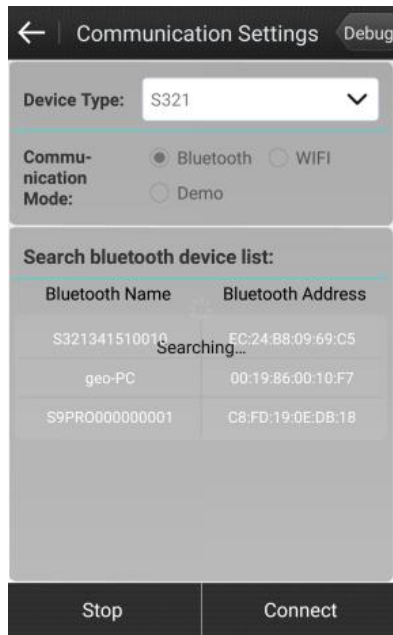 Communication Settings Debug
Device Type: S321
Commu-
nication
Mode:
Bluetooth WIFI
Demo
Search bluetooth device list:
Bluetooth Name Bluetooth Address
S321341510010 EC:24:B8:09:69:C5
Searching...
geo-PC 00:19:86:00:10:F7
S9PRO000000001 C8:FD:19:0E:DB:18
Stop Connect